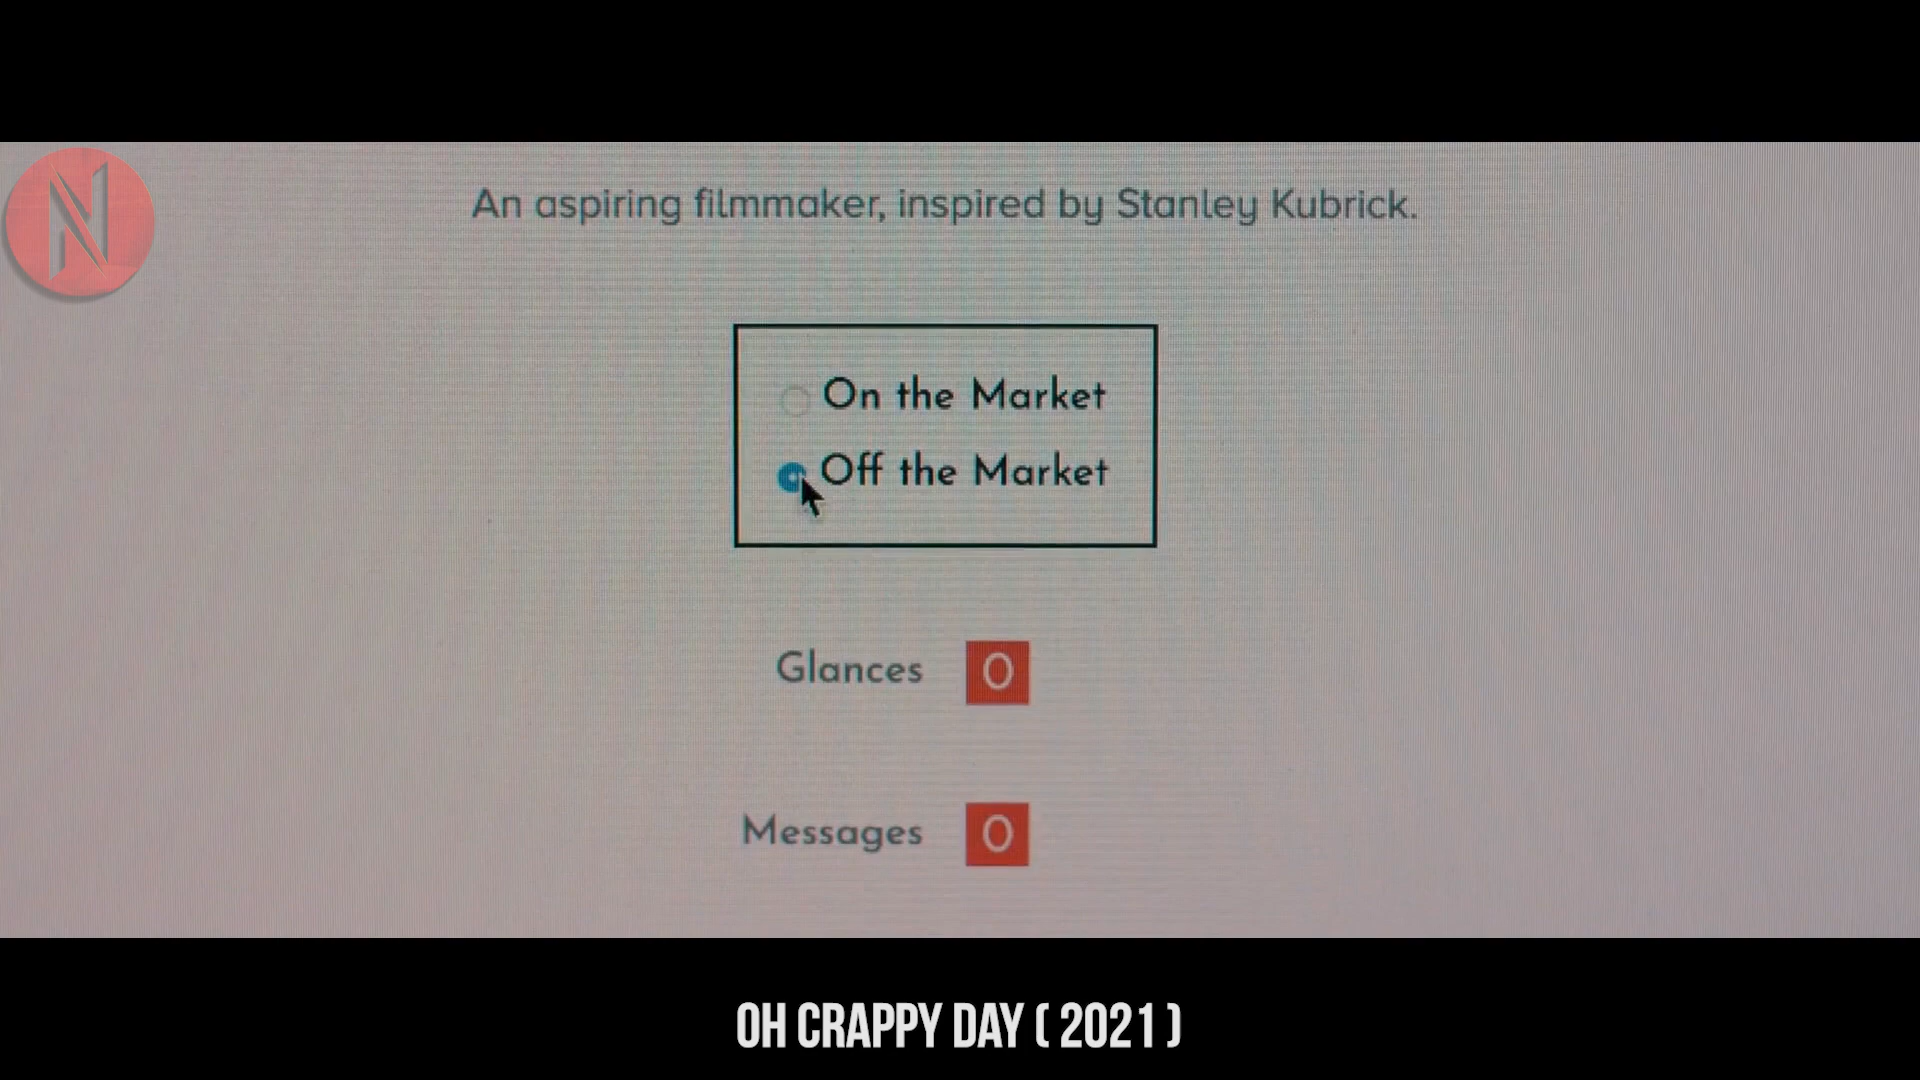 N
An aspiring filmmaker, inspired by Stanley Kubrick.
On the Market
Off the Market
Glances 0
Messages 0
OH CRAPPY DAY ( 2021 )